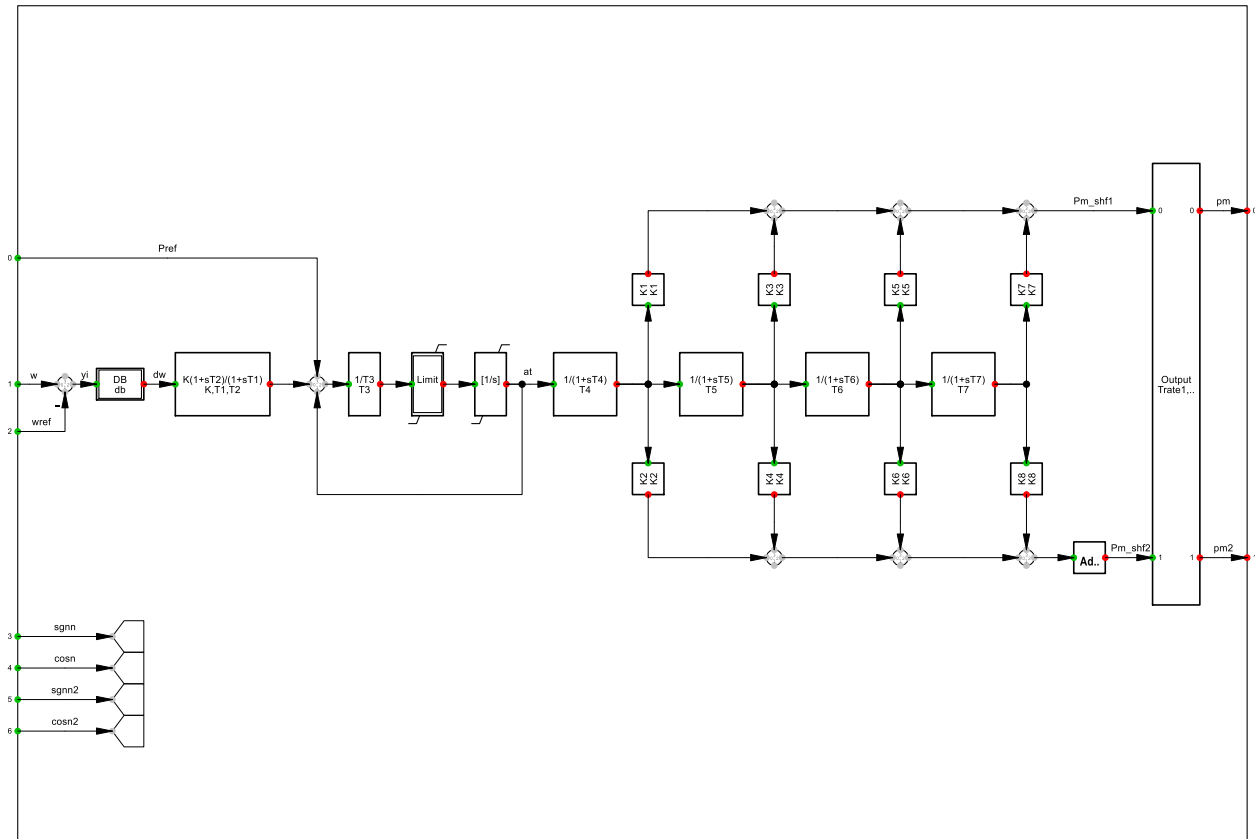 Pm_shf1
pm
0
0
0
Pref
0
K1
K1
K3
K3
K5
K5
K7
K7
w
yi
DB
db
dw
K(1+sT2)/(1+sT1)
K,T1,T2
1/T3
T3
Limit
[1/s]
at
1/(1+sT4)
T4
1/(1+sT5)
T5
1/(1+sT6)
T6
1/(1+sT7)
T7
Output
Trate1,..
1
-
wref
2
K2
K2
K4
K4
K6
K6
K8
K8
Ad..
Pm_shf2
pm2
1
1
1
sgnn
3
cosn
4
sgnn2
5
cosn2
6